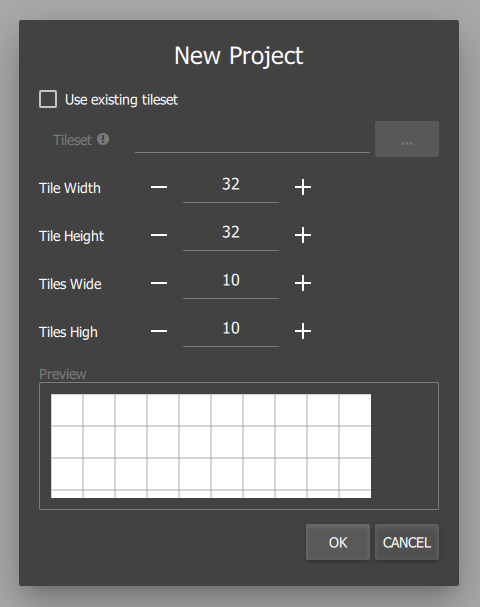 New Project
Use existing tileset
Tileset
...
Tile Width 32
Tile Height 32
Tiles Wide 10
Tiles High 10
Preview
OK CANCEL